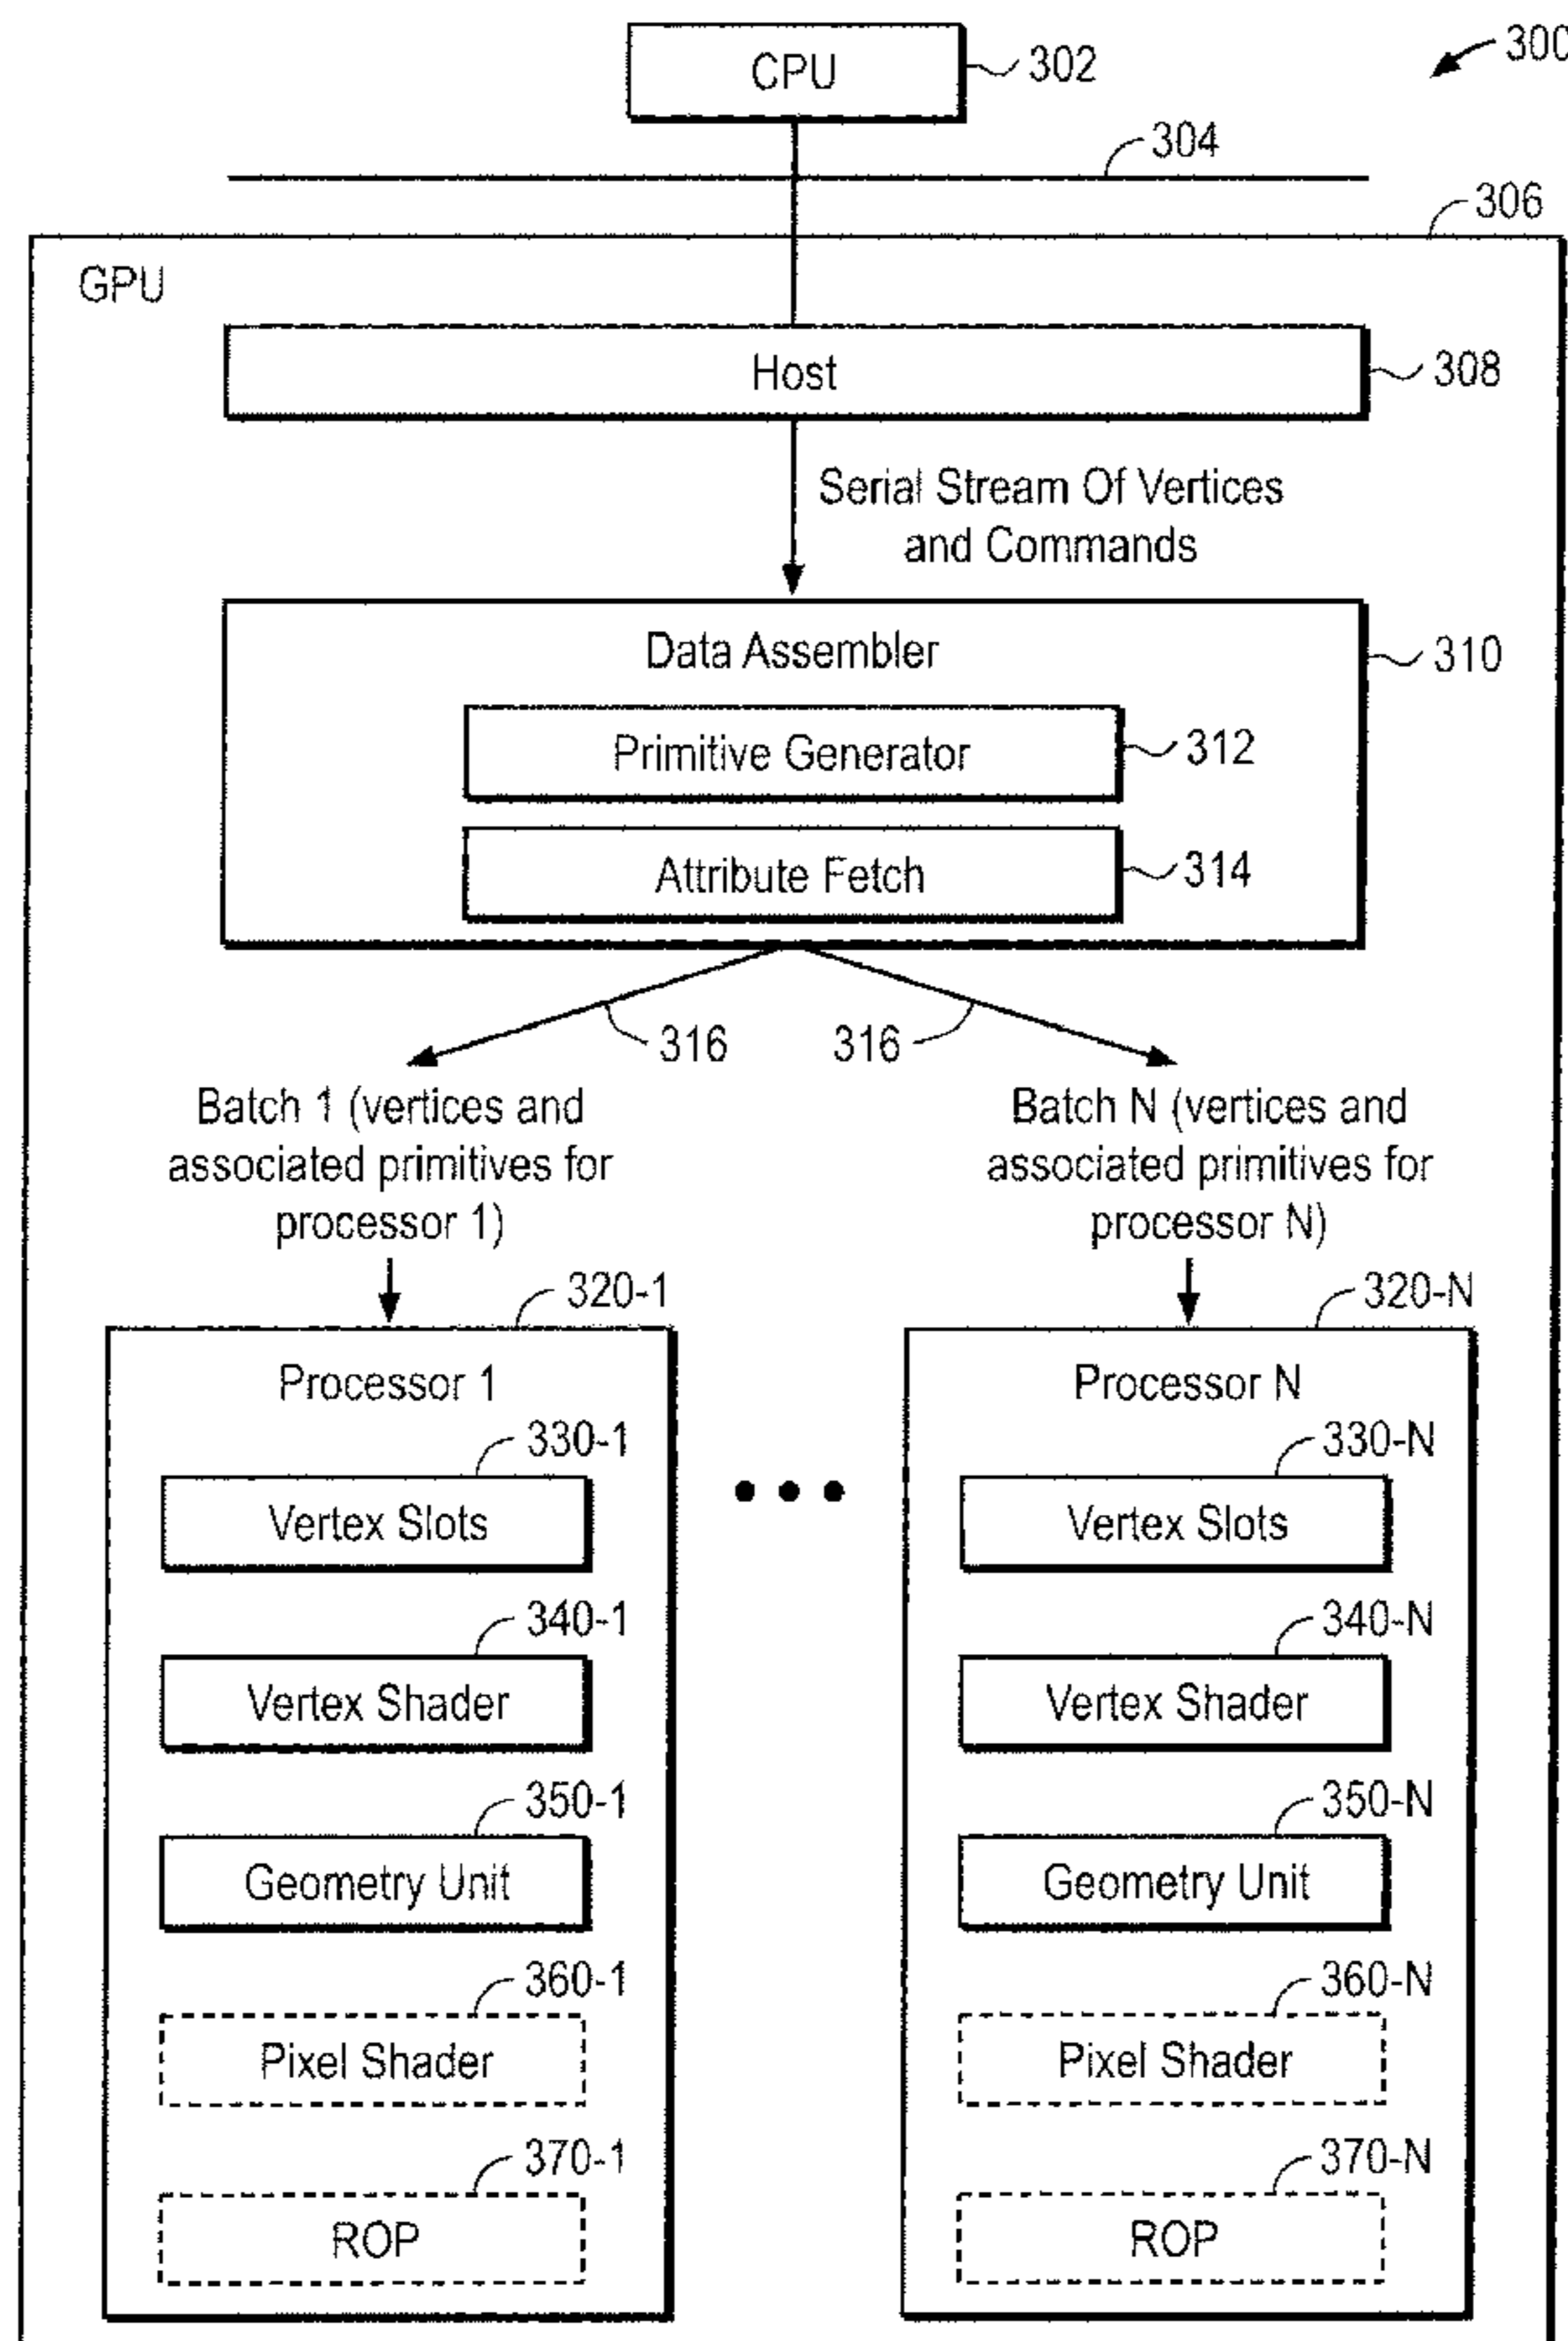 CPU
302
300
304
306
GPU
Host
308
Serial Stream Of Vertices
and Commands
Data Assembler
310
Primitive Generator
312
Attribute Fetch
314
316
316
Batch 1 (vertices and
associated primitives for
processor 1)
Batch N (vertices and
associated primitives for
processor N)
320-1
Processor 1
330-1
Vertex Slots
340-1
Vertex Shader
350-1
Geometry Unit
360-1
Pixel Shader
370-1
ROP
320-N
Processor N
330-N
Vertex Slots
340-N
Vertex Shader
350-N
Geometry Unit
360-N
Pixel Shader
370-N
ROP